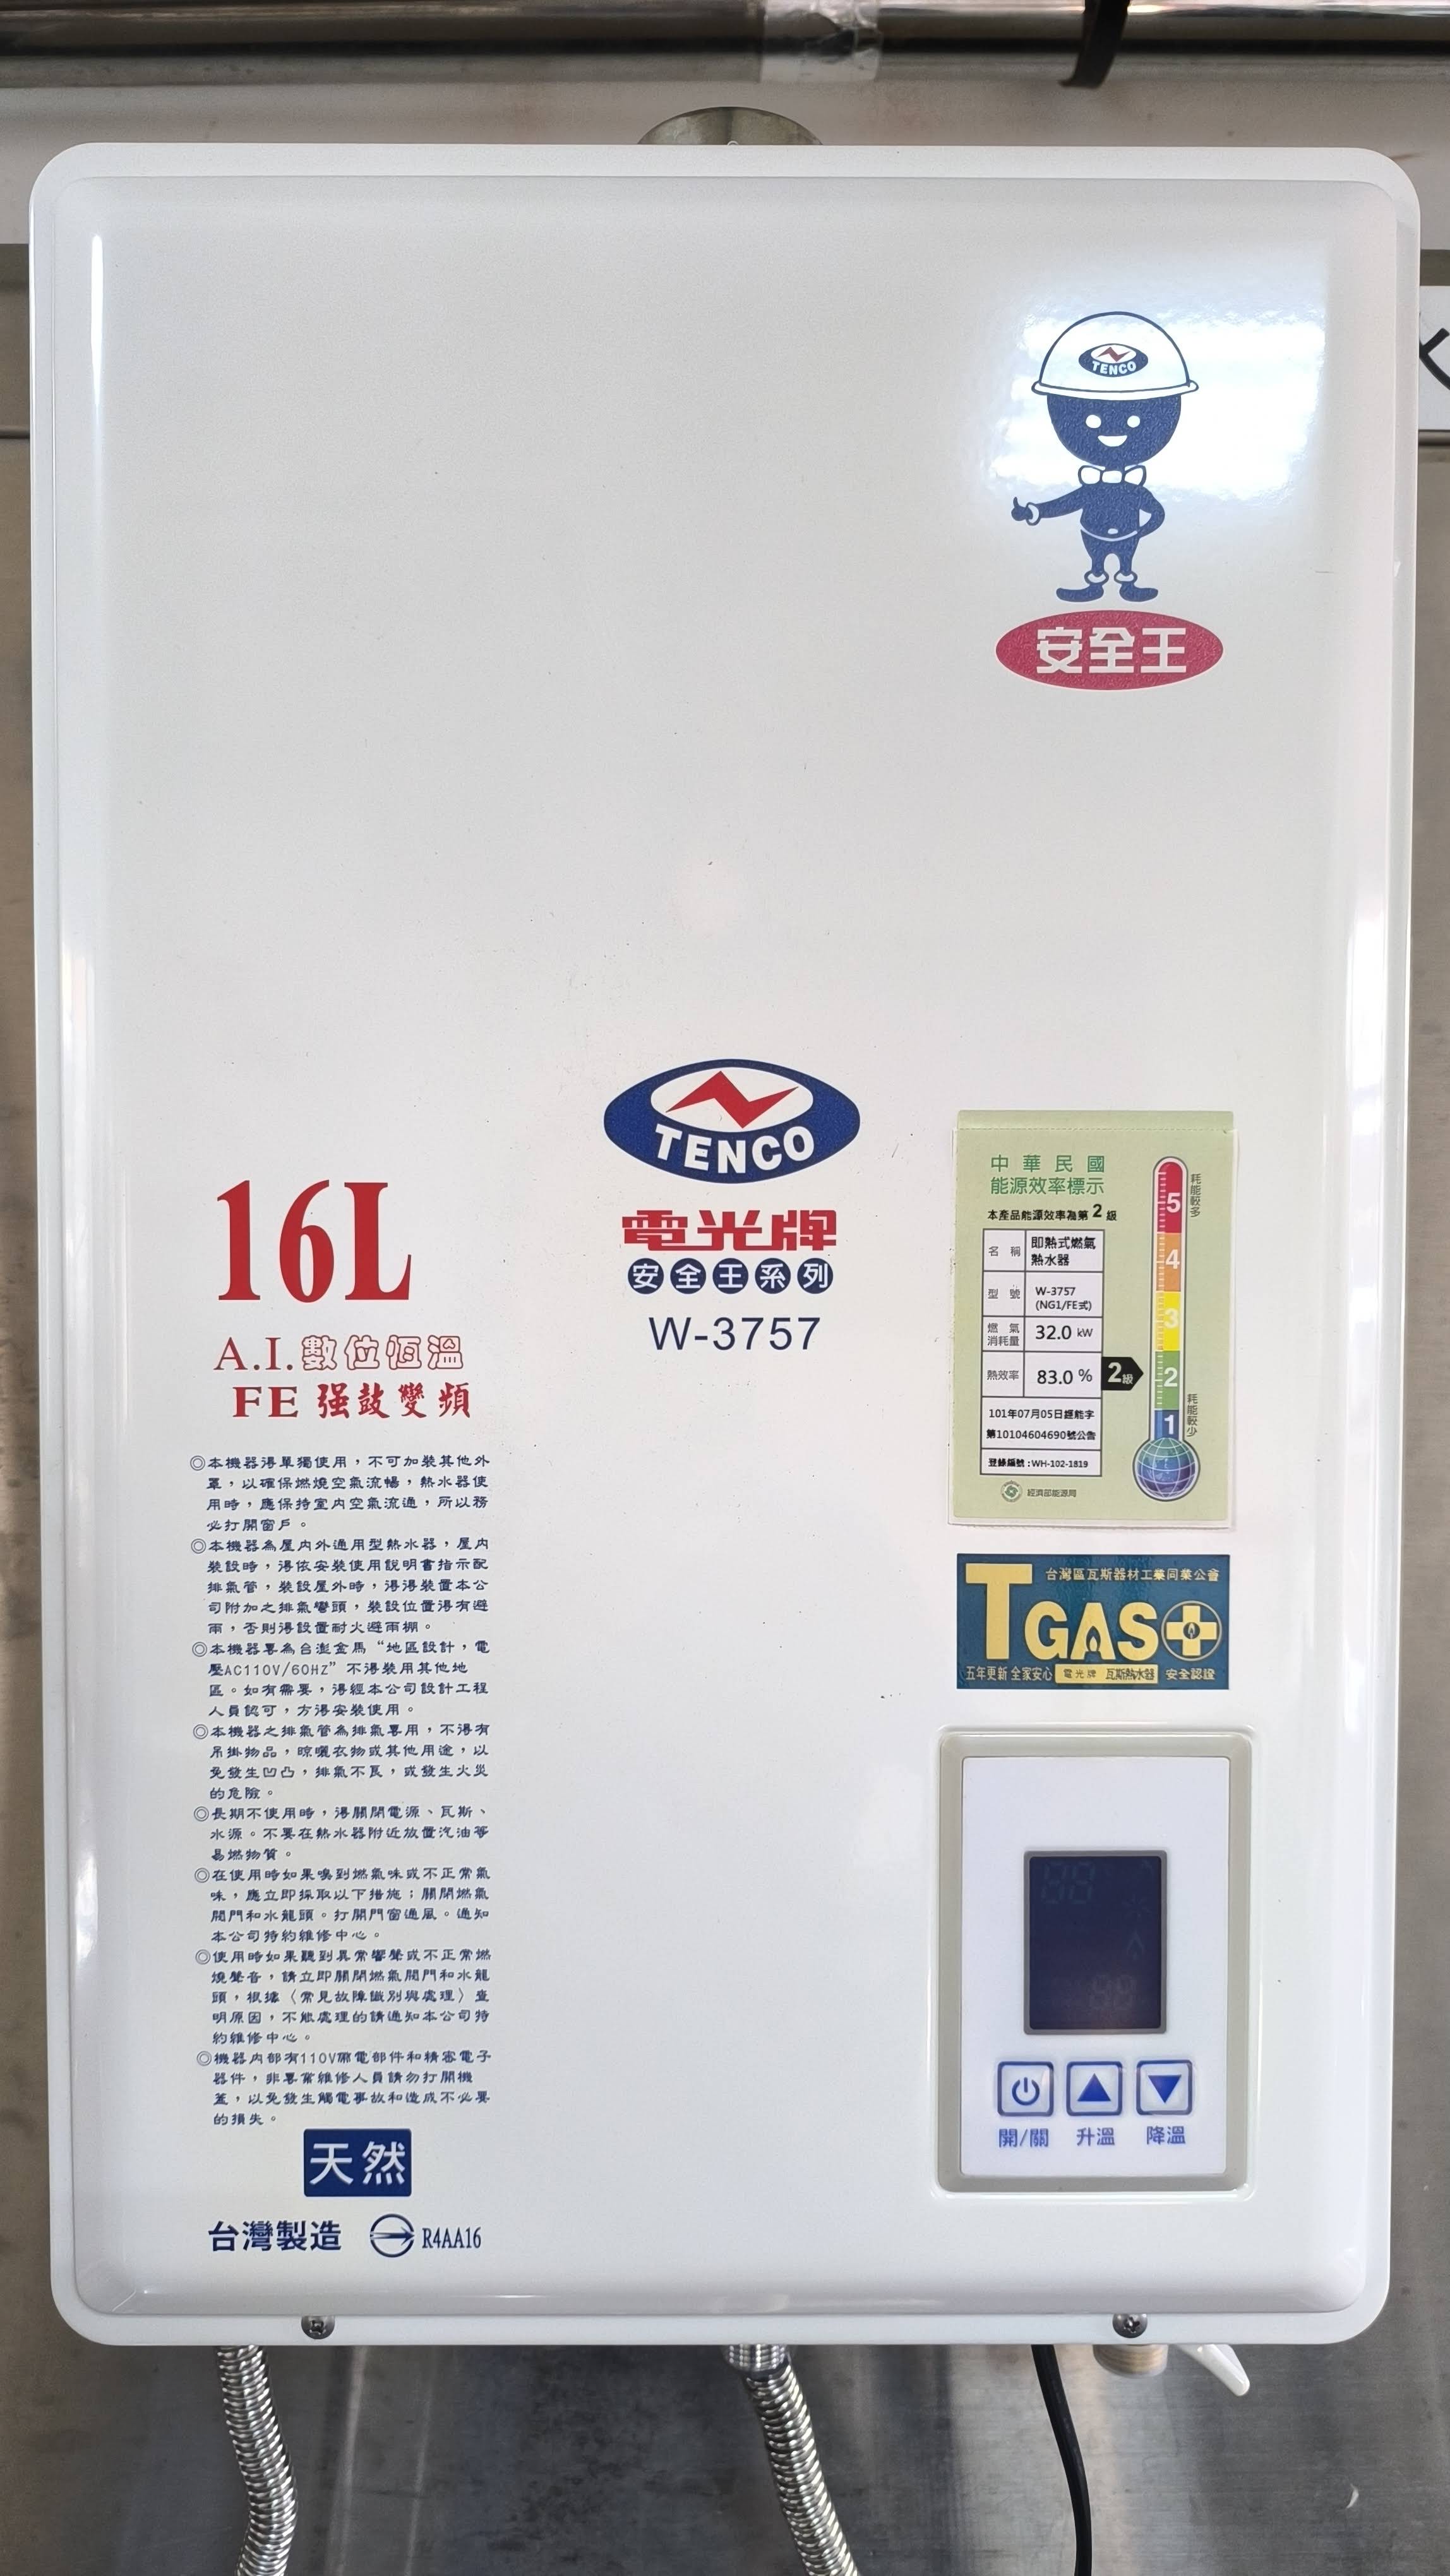 TENCO
安全王
TENCO
電光牌
安全王系列
W-3757
16L
A.I.數位恆溫
FE 强鼓變頻
◎本機器得單獨使用，不可加裝其他外
罩，以確保燃燒空氣流暢，熱水器使
用時，應保持室內空氣流通，所以務
必打開窗戶。
◎本機器為屋內外通用型熱水器，屋內
裝設時，得依安裝使用說明書指示配
排氣管，裝設屋外時，得得裝置本公
司附加之排氣彎頭，裝設位置得有避
雨，否則得設置耐火避雨棚。
◎本機器專為台澎金馬“地區設計，電
壓AC110V/60HZ”不得裝用其他地
區。如有需要，得經本公司設計工程
人員認可，方得安裝使用。
◎本機器之排氣管為排氣專用，不得有
吊掛物品，晾曬衣物或其他用途，以
免發生凹凸，排氣不良，或發生火災
的危險。
◎長期不使用時，得關閉電源、瓦斯、
水源。不要在熱水器附近放置汽油等
易燃物質。
◎在使用時如果嗅到燃氣味或不正常氣
味，應立即採取以下措施；關閉燃氣
閥門和水龍頭。打開門窗通風。通知
本公司特約維修中心。
◎使用時如果聽到異常響聲或不正常燃
燒聲音，請立即關閉燃氣閥門和水龍
頭，根據〈常見故障識別與處理〉查
明原因，不能處理的請通知本公司特
約維修中心。
◎機器內部有110V帶電部件和精密電子
器件，非專業維修人員請勿打開機
蓋，以免發生觸電事故和造成不必要
的損失。
天然
台灣製造 R4AA16
中華民國
能源效率標示
本產品能源效率為第2級
名稱 即熱式燃氣
熱水器
型號 W-3757
(NG1/FE式)
燃氣
消耗量 32.0 kW
熱效率 83.0 %
2級
101年07月05日經能字
第10104604690號公告
登錄編號：WH-102-1819
經濟部能源局
耗能較多
5
4
3
2
1
耗能較少
台灣區瓦斯器材工業同業公會
TGAS
五年更新 全家安心 電光牌 瓦斯熱水器 安全認證
開/關 升溫 降溫